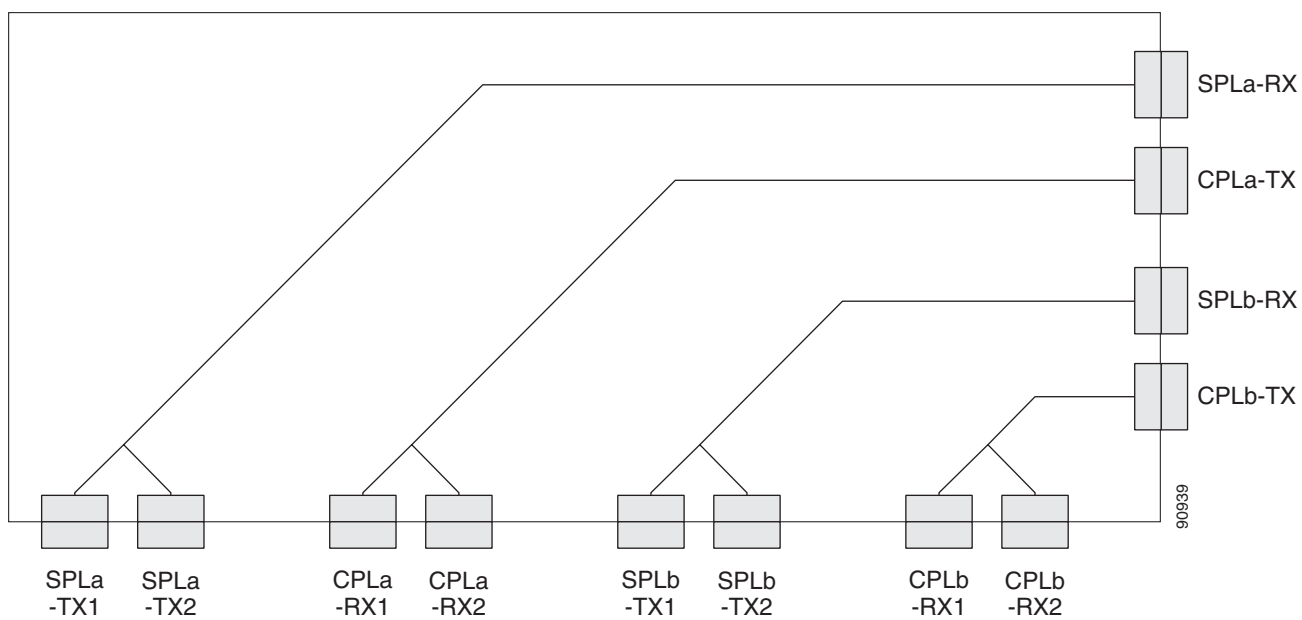 SPLa-RX
CPLa-TX
SPLb-RX
CPLb-TX
90939
SPLa
-TX1
SPLa
-TX2
CPLa
-RX1
CPLa
-RX2
SPLb
-TX1
SPLb
-TX2
CPLb
-RX1
CPLb
-RX2